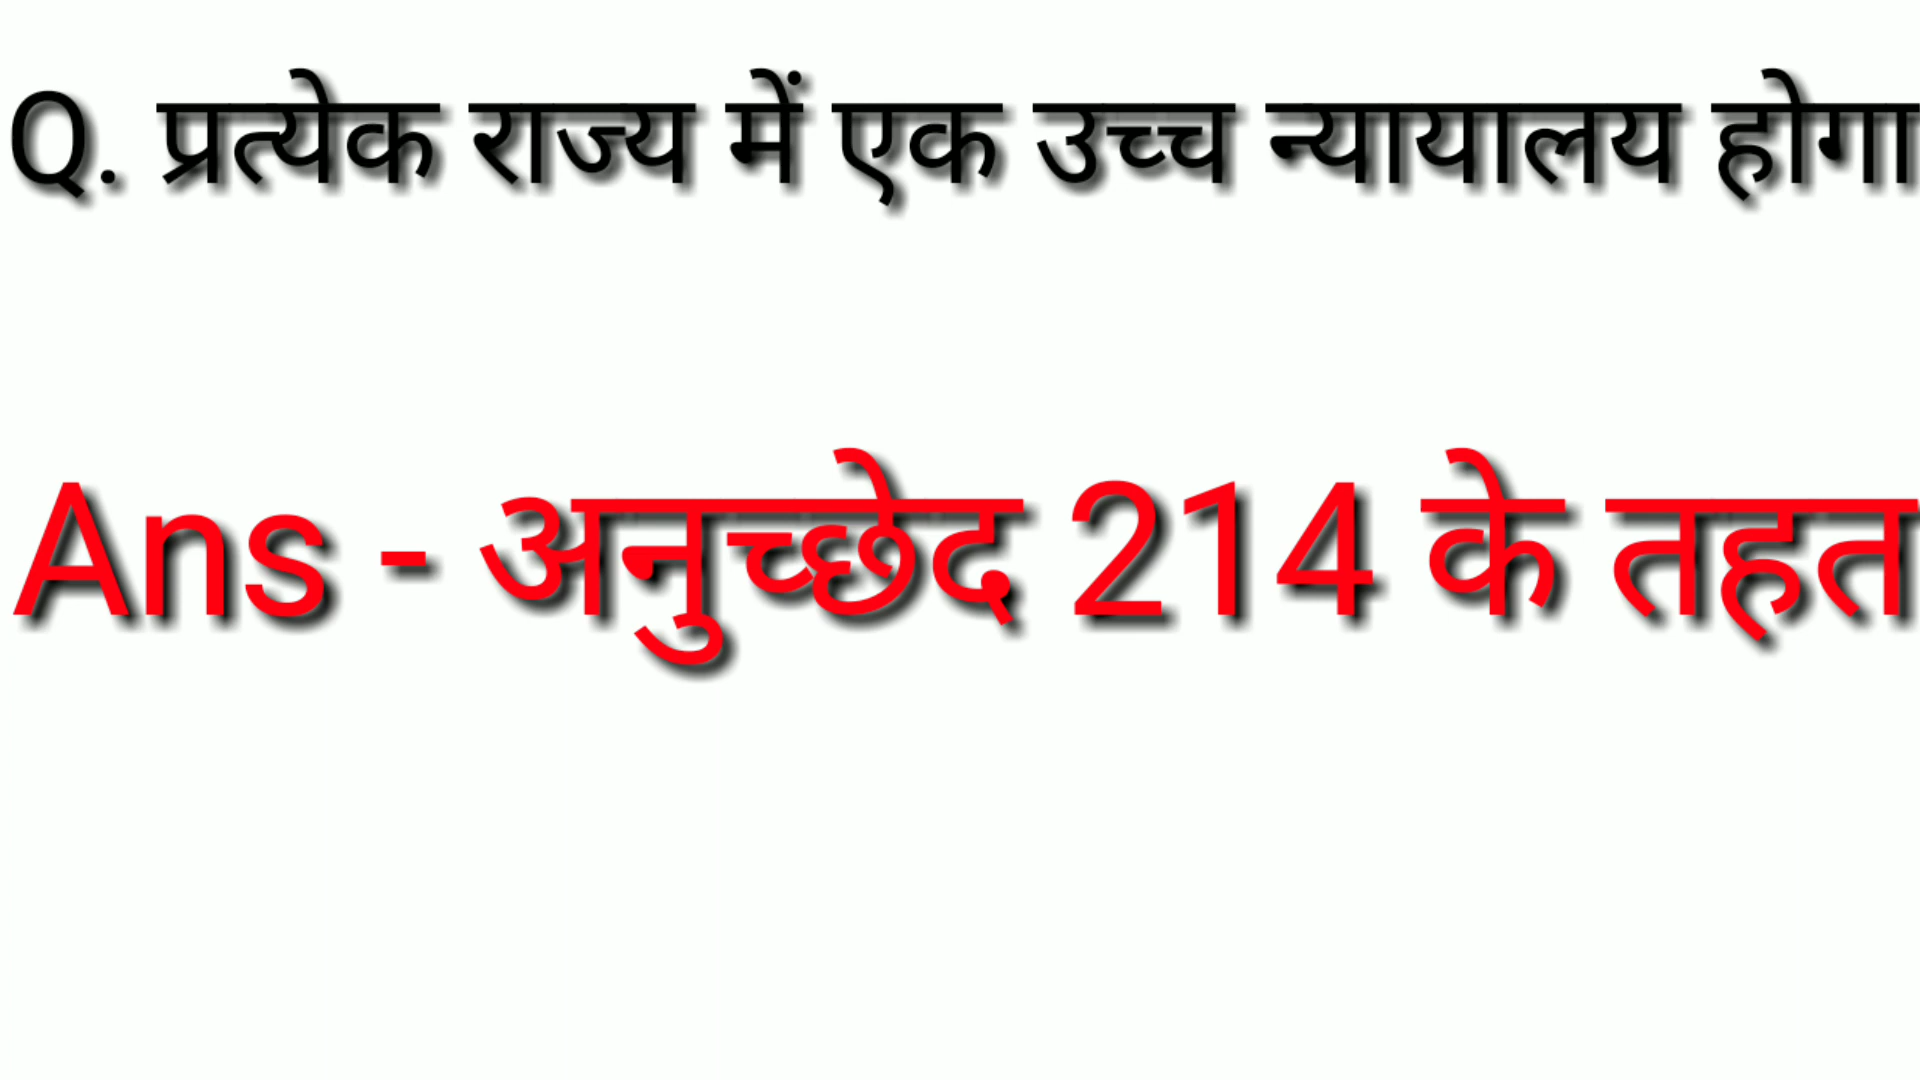 Q. प्रत्येक राज्य में एक उच्च न्यायालय होगा
Ans - अनुच्छेद 214 के तहत